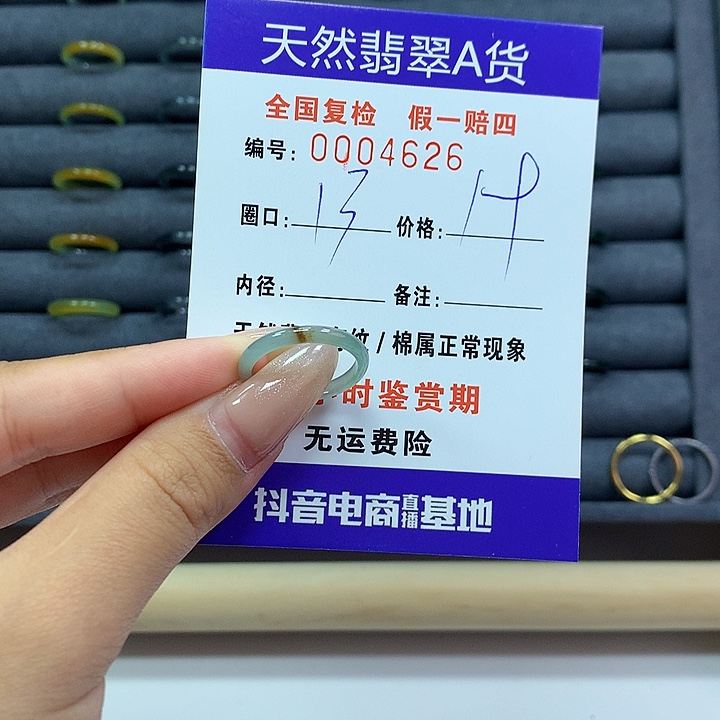 天然翡翠A货
全国复检 假一赔四
编号: 0004626
圈口: 13 价格:
内径: 备注:
纹 / 棉属正常现象
时鉴赏期
无运费险
抖音电商直播基地